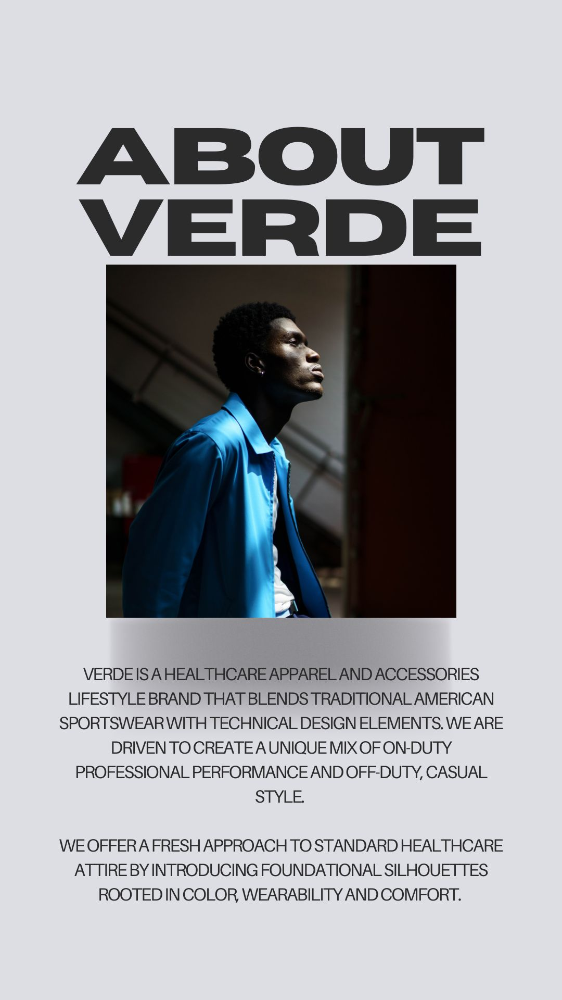 ABOUT
VERDE
VERDE IS A HEALTHCARE APPAREL AND ACCESSORIES
LIFESTYLE BRAND THAT BLENDS TRADITIONAL AMERICAN
SPORTSWEAR WITH TECHNICAL DESIGN ELEMENTS. WE ARE
DRIVEN TO CREATE A UNIQUE MIX OF ON-DUTY
PROFESSIONAL PERFORMANCE AND OFF-DUTY, CASUAL
STYLE.
WE OFFER A FRESH APPROACH TO STANDARD HEALTHCARE
ATTIRE BY INTRODUCING FOUNDATIONAL SILHOUETTES
ROOTED IN COLOR, WEARABILITY AND COMFORT.